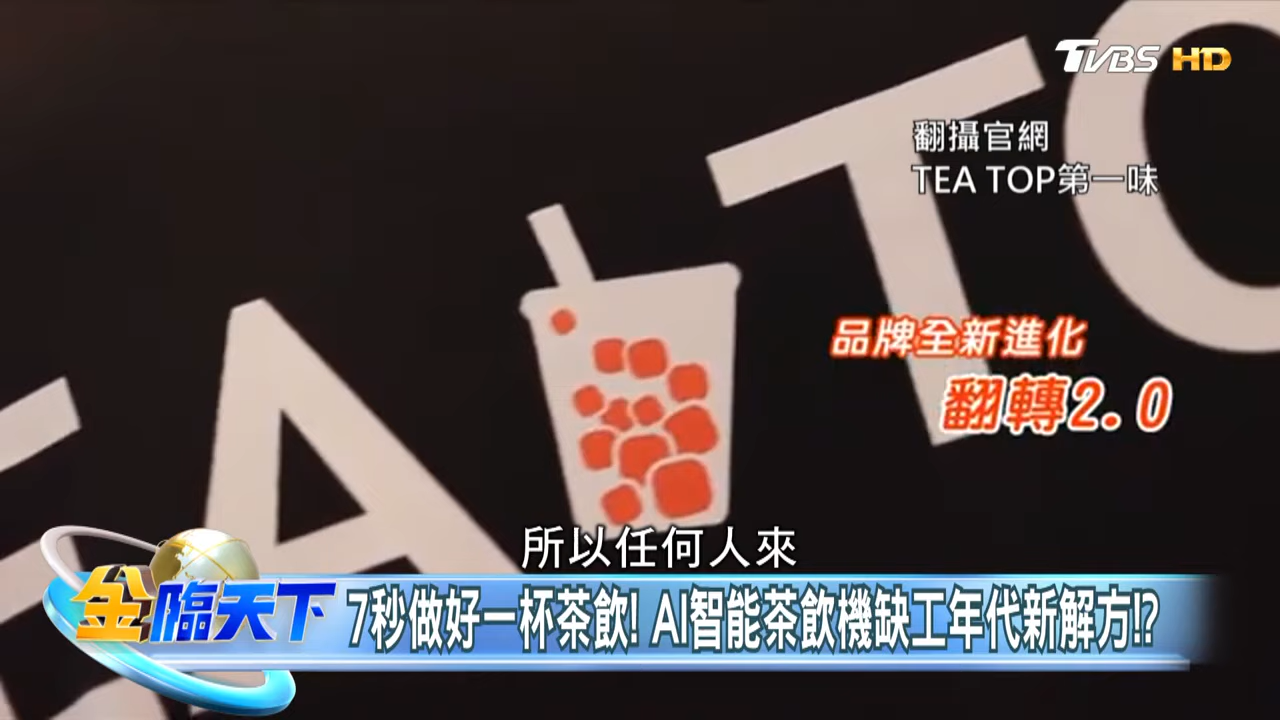 TVBS HD
翻攝官網
TEA TOP第一味
EA TO
品牌全新進化
翻轉2.0
所以任何人來
金臨天下
7秒做好一杯茶飲! AI智能茶飲機缺工年代新解方!?